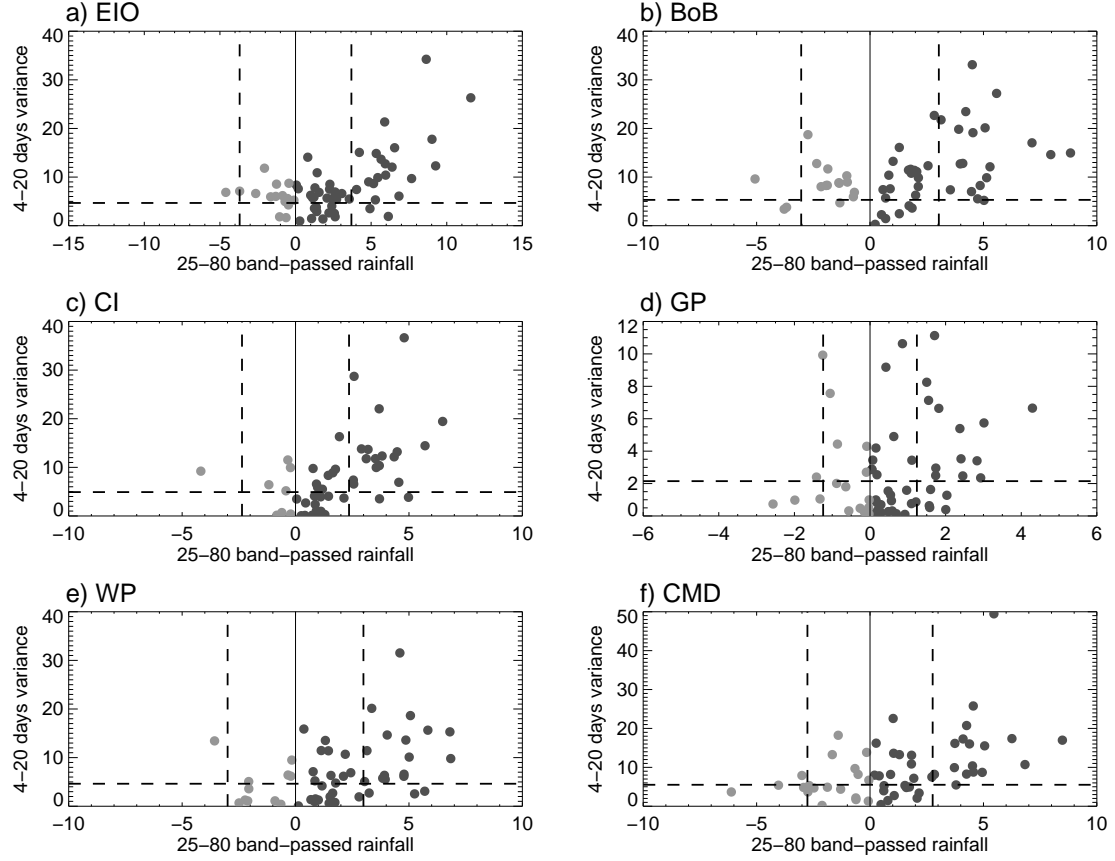 a) EIO
4−20 days variance
40
30
20
10
0
−15 −10 −5 0 5 10 15
25−80 band−passed rainfall
b) BoB
4−20 days variance
40
30
20
10
0
−10 −5 0 5 10
25−80 band−passed rainfall
c) CI
4−20 days variance
40
30
20
10
0
−10 −5 0 5 10
25−80 band−passed rainfall
d) GP
4−20 days variance
12
10
8
6
4
2
0
−6 −4 −2 0 2 4 6
25−80 band−passed rainfall
e) WP
4−20 days variance
40
30
20
10
0
−10 −5 0 5 10
25−80 band−passed rainfall
f) CMD
4−20 days variance
50
40
30
20
10
0
−10 −5 0 5 10
25−80 band−passed rainfall